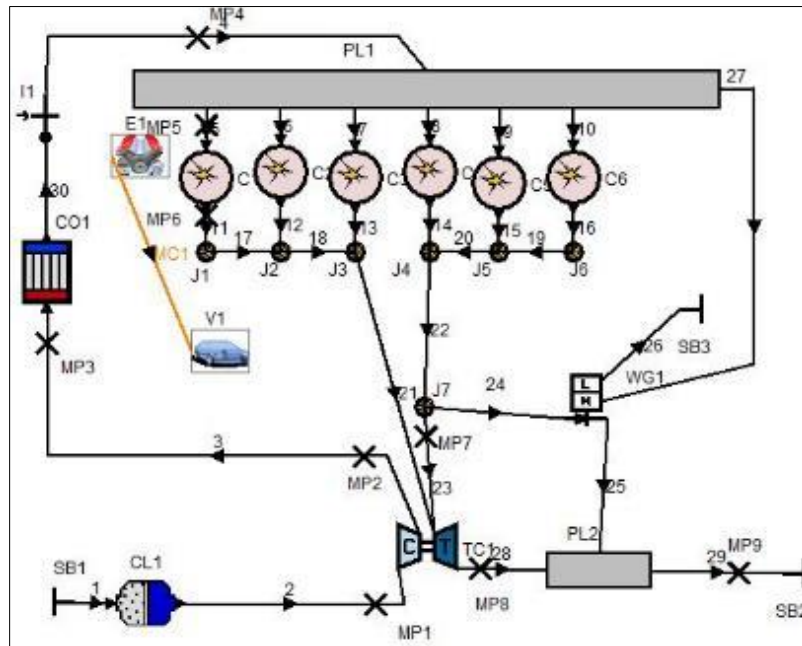 MP4
4
PL1
27
I1
E1
MP5
5
6
7
8
9
10
30
C
C
C5
C6
CO1
MP6
11
12
13
14
15
16
MC1
17
18
20
19
J1
J2
J3
J4
J5
J6
V1
22
26
SB3
MP3
21
J7
24
WG1
MP7
3
MP2
23
25
C
T
TC1
PL2
28
29
MP9
SB1
CL1
1
2
MP1
MP8
SB2
L
H